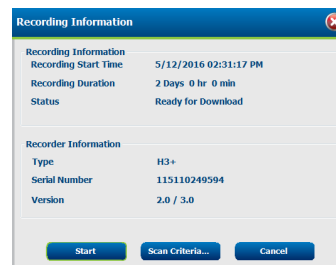 Recording Information
Recording Information
Recording Start Time 5/12/2016 02:31:17 PM
Recording Duration 2 Days 0 hr 0 min
Status Ready for Download
Recorder Information
Type H3+
Serial Number 115110249594
Version 2.0 / 3.0
Start Scan Criteria... Cancel